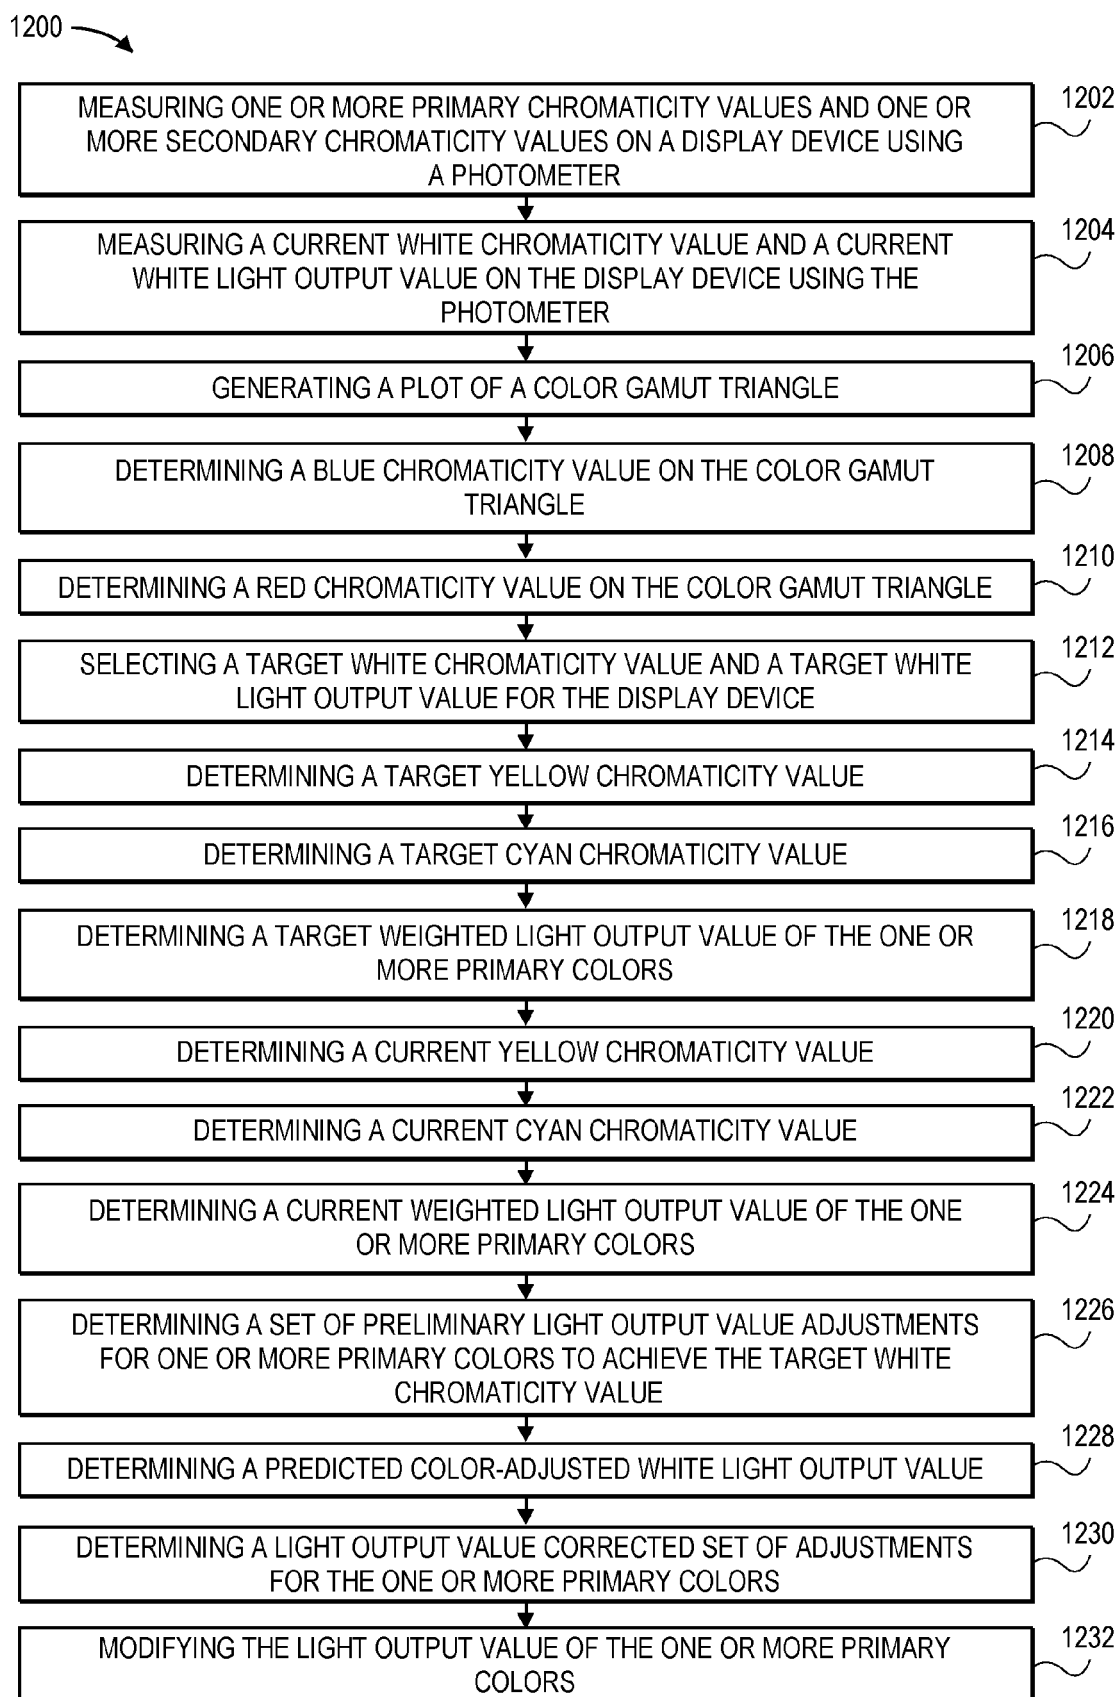 1200
MEASURING ONE OR MORE PRIMARY CHROMATICITY VALUES AND ONE OR
MORE SECONDARY CHROMATICITY VALUES ON A DISPLAY DEVICE USING
A PHOTOMETER
1202
MEASURING A CURRENT WHITE CHROMATICITY VALUE AND A CURRENT
WHITE LIGHT OUTPUT VALUE ON THE DISPLAY DEVICE USING THE
PHOTOMETER
1204
GENERATING A PLOT OF A COLOR GAMUT TRIANGLE
1206
DETERMINING A BLUE CHROMATICITY VALUE ON THE COLOR GAMUT
TRIANGLE
1208
DETERMINING A RED CHROMATICITY VALUE ON THE COLOR GAMUT TRIANGLE
1210
SELECTING A TARGET WHITE CHROMATICITY VALUE AND A TARGET WHITE
LIGHT OUTPUT VALUE FOR THE DISPLAY DEVICE
1212
DETERMINING A TARGET YELLOW CHROMATICITY VALUE
1214
DETERMINING A TARGET CYAN CHROMATICITY VALUE
1216
DETERMINING A TARGET WEIGHTED LIGHT OUTPUT VALUE OF THE ONE OR
MORE PRIMARY COLORS
1218
DETERMINING A CURRENT YELLOW CHROMATICITY VALUE
1220
DETERMINING A CURRENT CYAN CHROMATICITY VALUE
1222
DETERMINING A CURRENT WEIGHTED LIGHT OUTPUT VALUE OF THE ONE
OR MORE PRIMARY COLORS
1224
DETERMINING A SET OF PRELIMINARY LIGHT OUTPUT VALUE ADJUSTMENTS
FOR ONE OR MORE PRIMARY COLORS TO ACHIEVE THE TARGET WHITE
CHROMATICITY VALUE
1226
DETERMINING A PREDICTED COLOR-ADJUSTED WHITE LIGHT OUTPUT VALUE
1228
DETERMINING A LIGHT OUTPUT VALUE CORRECTED SET OF ADJUSTMENTS
FOR THE ONE OR MORE PRIMARY COLORS
1230
MODIFYING THE LIGHT OUTPUT VALUE OF THE ONE OR MORE PRIMARY
COLORS
1232